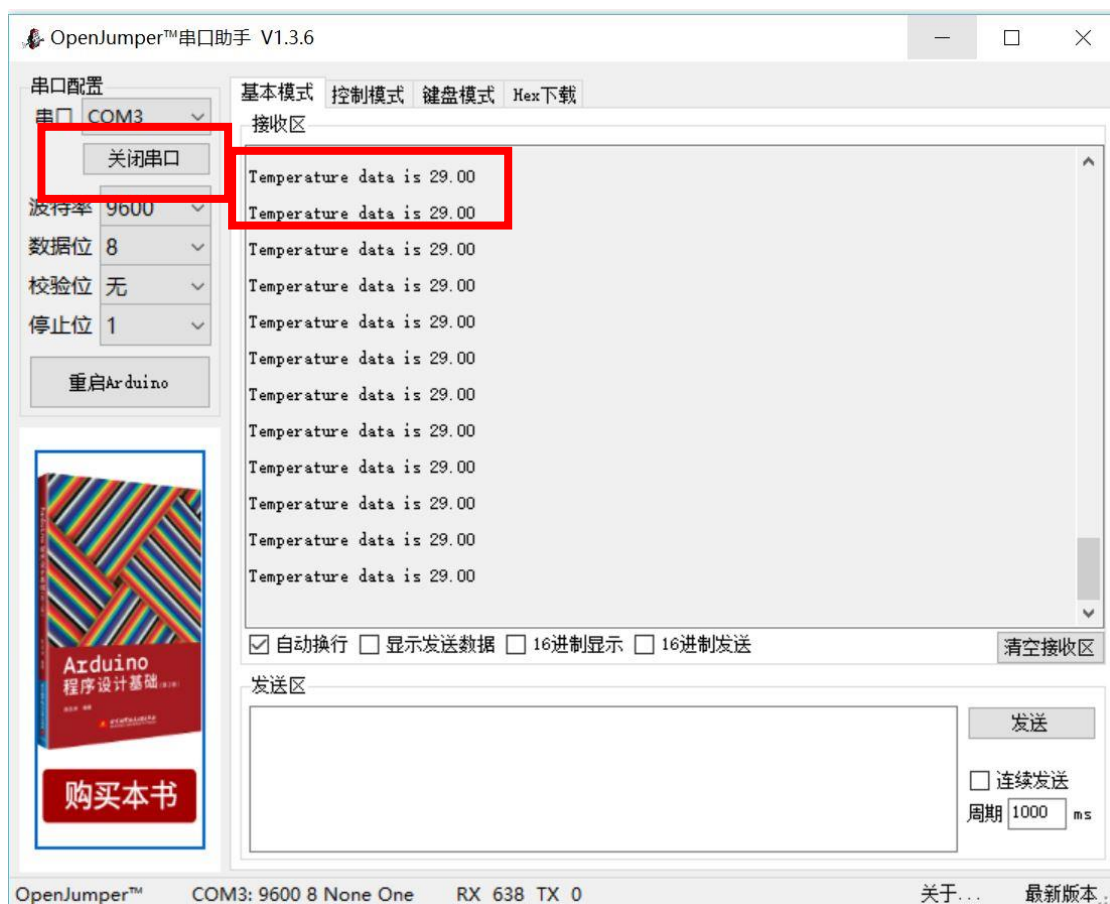 OpenJumper™串口助手 V1.3.6
串口配置
串口 COM3
关闭串口
波特率 9600
数据位 8
校验位 无
停止位 1
重启Arduino
Arduino
程序设计基础
购买本书
基本模式 控制模式 键盘模式 Hex下载
接收区
Temperature data is 29.00
Temperature data is 29.00
Temperature data is 29.00
Temperature data is 29.00
Temperature data is 29.00
Temperature data is 29.00
Temperature data is 29.00
Temperature data is 29.00
Temperature data is 29.00
Temperature data is 29.00
Temperature data is 29.00
Temperature data is 29.00
自动换行 显示发送数据 16进制显示 16进制发送 清空接收区
发送区
发送
连续发送
周期 1000 ms
OpenJumper™ COM3: 9600 8 None One RX 638 TX 0 关于... 最新版本